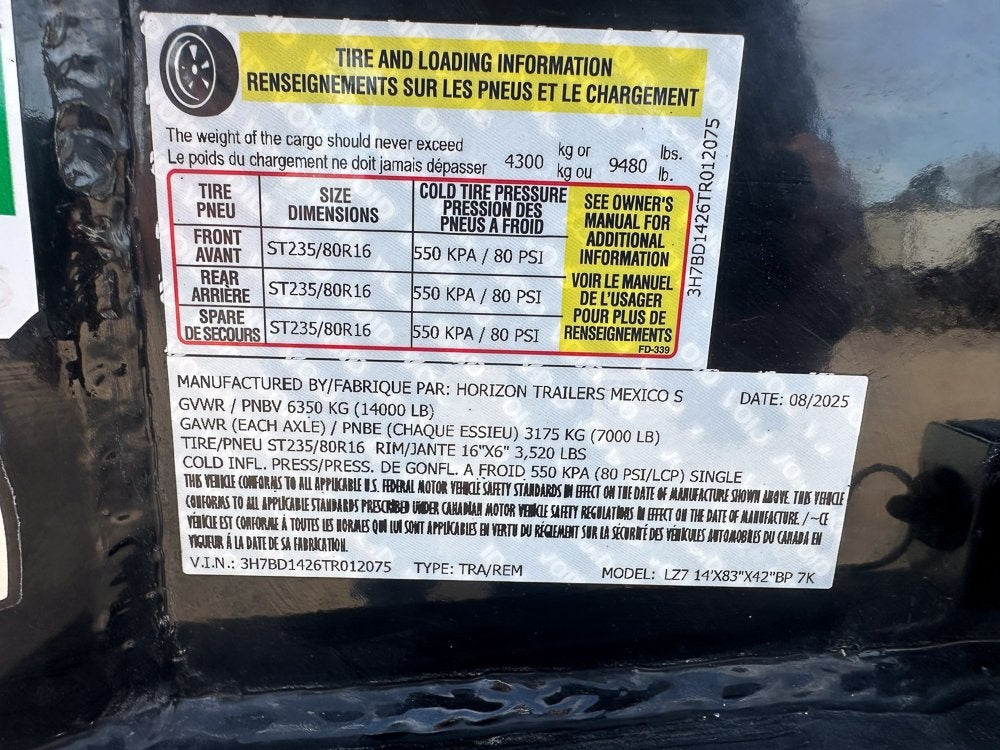 TIRE AND LOADING INFORMATION
RENSEIGNEMENTS SUR LES PNEUS ET LE CHARGEMENT
The weight of the cargo should never exceed
Le poids du chargement ne doit jamais dépasser 4300 kg or kg ou 9480 lbs. lb.
TIRE PNEU
SIZE DIMENSIONS
COLD TIRE PRESSURE PRESSION DES PNEUS A FROID
FRONT AVANT ST235/80R16 550 KPA / 80 PSI
REAR ARRIÈRE ST235/80R16 550 KPA / 80 PSI
SPARE DE SECOURS ST235/80R16 550 KPA / 80 PSI
SEE OWNER'S
MANUAL FOR
ADDITIONAL
INFORMATION
VOIR LE MANUEL
DE L'USAGER
POUR PLUS DE
RENSEIGNEMENTS
FD-339
3H7BD1426TR012075
MANUFACTURED BY/FABRIQUE PAR: HORIZON TRAILERS MEXICO S DATE: 08/2025
GVWR / PNBV 6350 KG (14000 LB)
GAWR (EACH AXLE) / PNBE (CHAQUE ESSIEU) 3175 KG (7000 LB)
TIRE/PNEU ST235/80R16 RIM/JANTE 16"X6" 3,520 LBS
COLD INFL. PRESS/PRESS. DE GONFL. A FROID 550 KPA (80 PSI/LCP) SINGLE
THIS VEHICLE CONFORMS TO ALL APPLICABLE U.S. FEDERAL MOTOR VEHICLE SAFETY STANDARDS IN EFFECT ON THE DATE OF MANUFACTURE SHOWN ABOVE. THIS VEHICLE
CONFORMS TO ALL APPLICABLE STANDARDS PRESCRIBED UNDER CANADIAN MOTOR VEHICLE SAFETY REGULATIONS IN EFFECT ON THE DATE OF MANUFACTURE. / ~CE
VÉHICLE EST CONFORME À TOUTES LES NORMES QUI LUI SONT APPLICABLES EN VERTU DU RÉGLEMENT SUR LA SÉCURITÉ DES VÉHICULES AUTOMOBILES DU CANADA EN
VIGUEUR À LA DATE DE SA FABRICATION.
V.I.N.: 3H7BD1426TR012075 TYPE: TRA/REM MODEL: LZ7 14'X83"X42"BP 7K